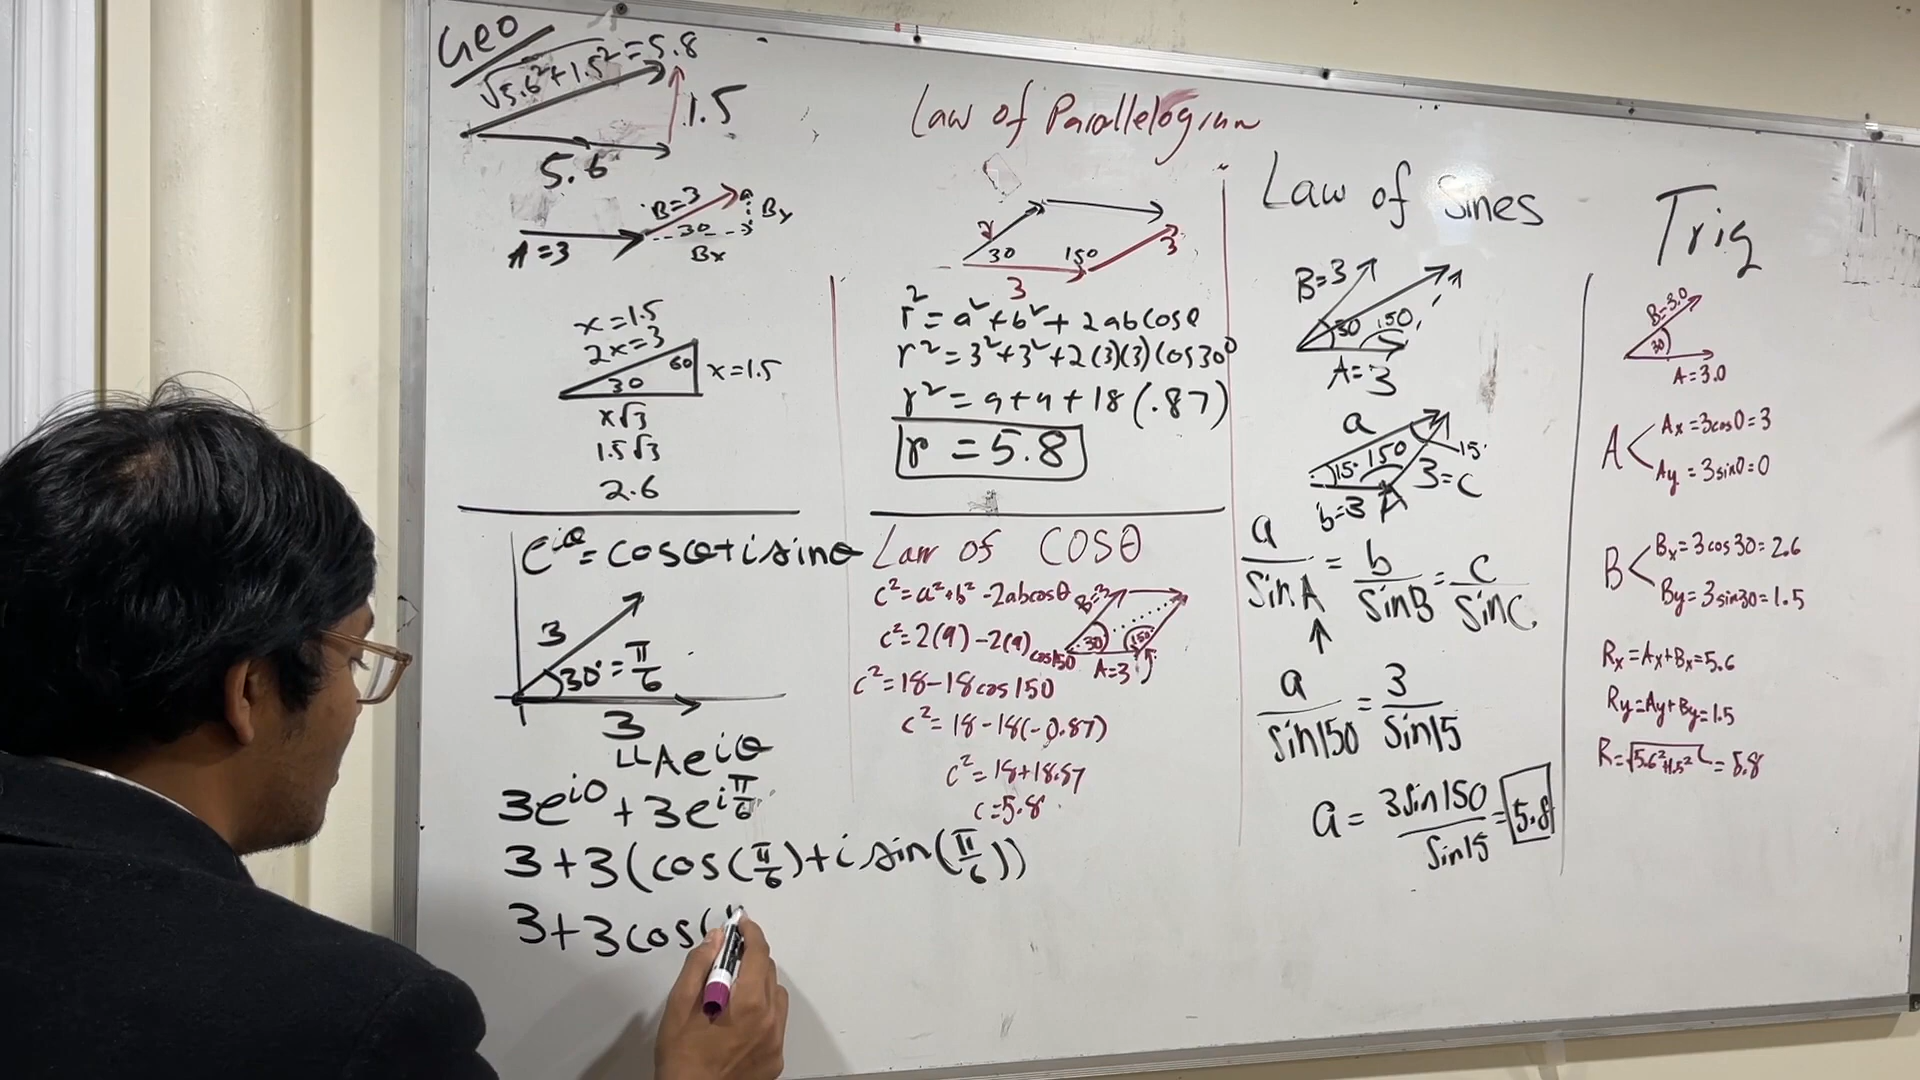 Geo
√5.6²+1.5² = 5.8
1.5
5.6
B=3
By
30
A=3
Bx
x=1.5
2x=3
60
x=1.5
30
x√3
1.5√3
2.6
Law of Parallelogram
30
150
3
3
r²=a²+b²+2abcosθ
r²=3²+3²+2(3)(3)cos30⁰
r²=9+9+18(.87)
r=5.8
e^iθ=cosθ+i sinθ
3
30°=π/6
3
Ae^iθ
3e^i0+3e^iπ/6
3+3(cos(π/6)+i sin(π/6))
3+3cos(
Law of COSθ
c²=a²+b²-2abcosθ
B=3
c²=2(9)-2(9)cos150
30
150
A=3
c²=18-18cos150
c²=18-18(-0.87)
c²=18+18.87
c=5.8
Law of Sines
B=3
30
150
A=3
a
15°
15°
150
3=c
b=3
A
a/SinA=b/SinB=c/SinC
a/Sin150=3/Sin15
a=3Sin150/Sin15=5.8
Trig
B=3.0
30
A=3.0
A
Ax=3cos0=3
Ay=3sin0=0
B
Bx=3cos30=2.6
By=3sin30=1.5
Rx=Ax+Bx=5.6
Ry=Ay+By=1.5
R=√5.6²+1.5²=5.8